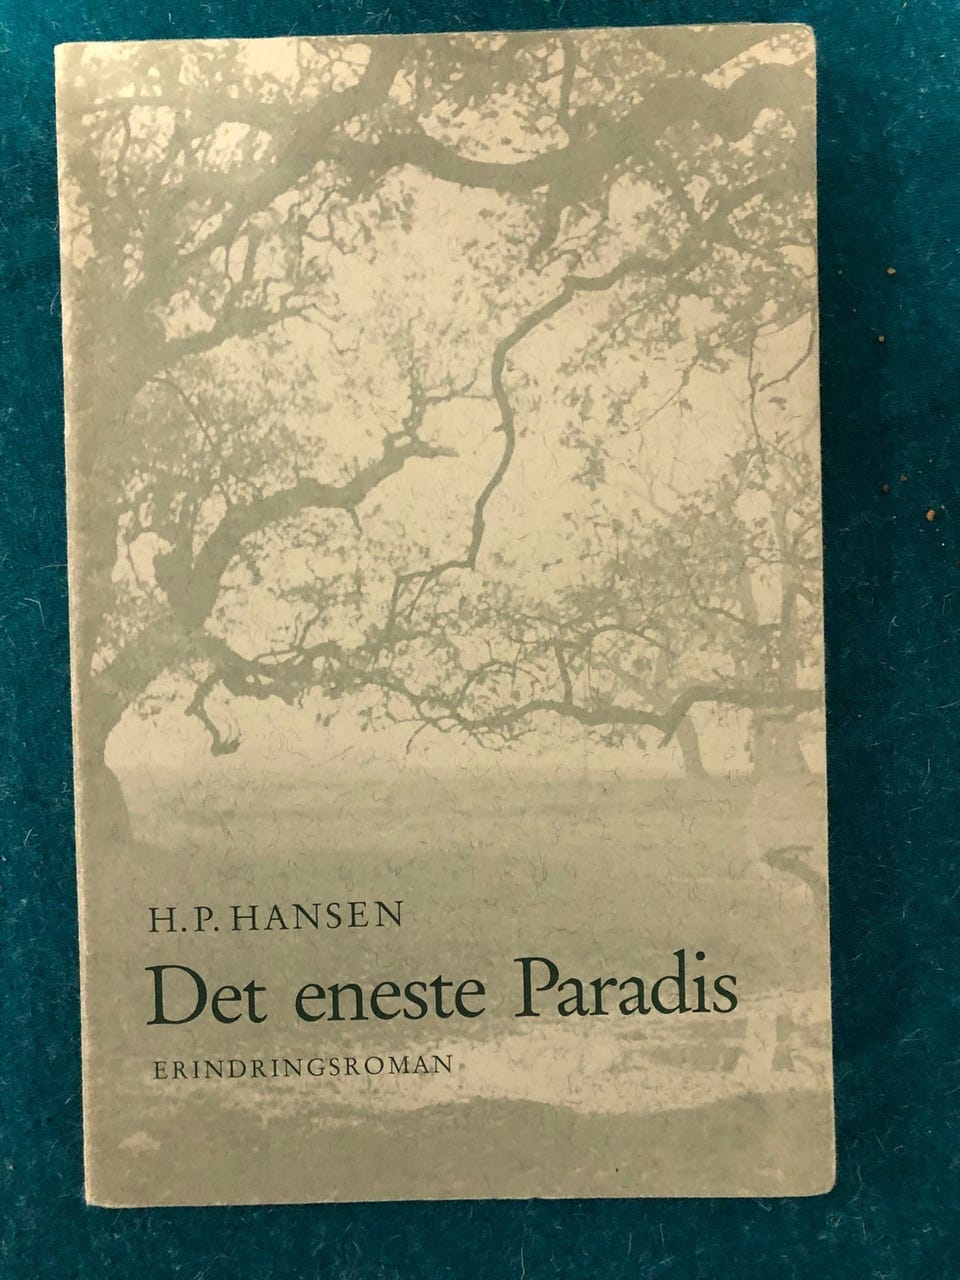 H.P. HANSEN
Det eneste Paradis
ERINDRINGSROMAN